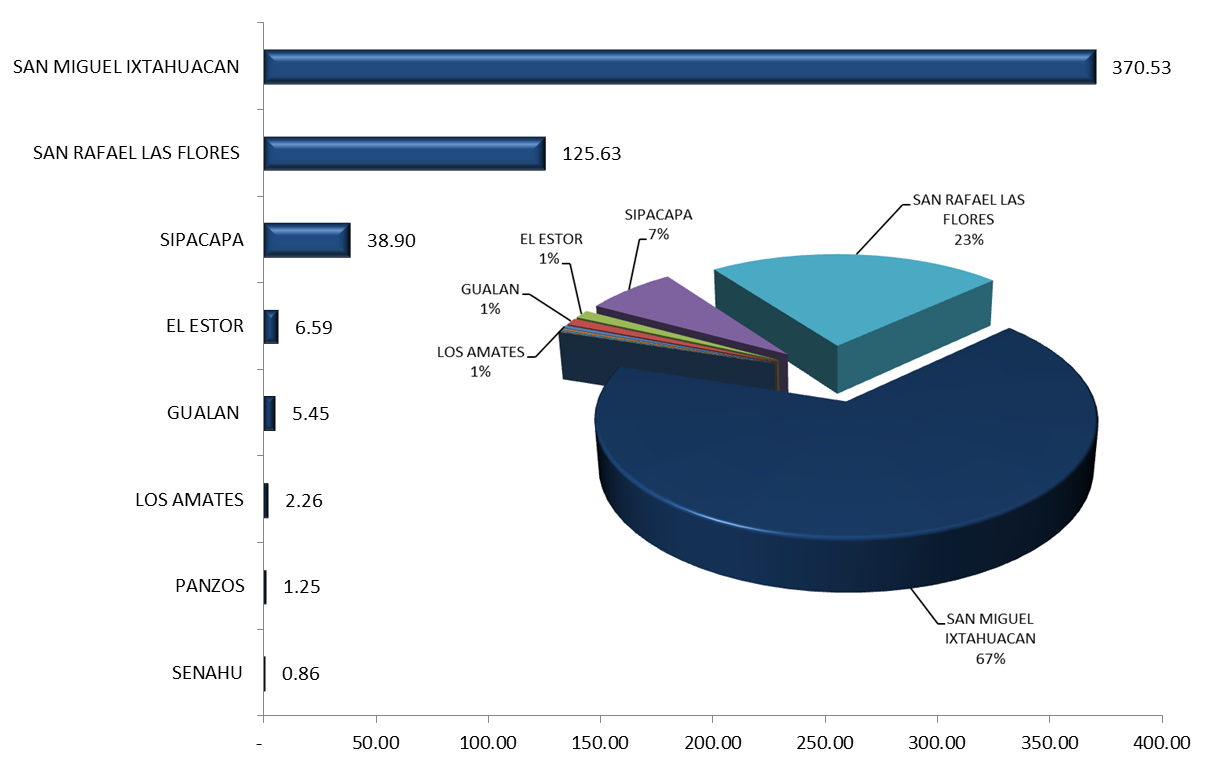 SAN MIGUEL IXTAHUACAN
370.53
SAN RAFAEL LAS FLORES
125.63
SIPACAPA
38.90
EL ESTOR
6.59
GUALAN
5.45
LOS AMATES
2.26
PANZOS
1.25
SENAHU
0.86
-
50.00
100.00
150.00
200.00
250.00
300.00
350.00
400.00
SAN RAFAEL LAS
FLORES
23%
SIPACAPA
7%
EL ESTOR
1%
GUALAN
1%
LOS AMATES
1%
SAN MIGUEL
IXTAHUACAN
67%